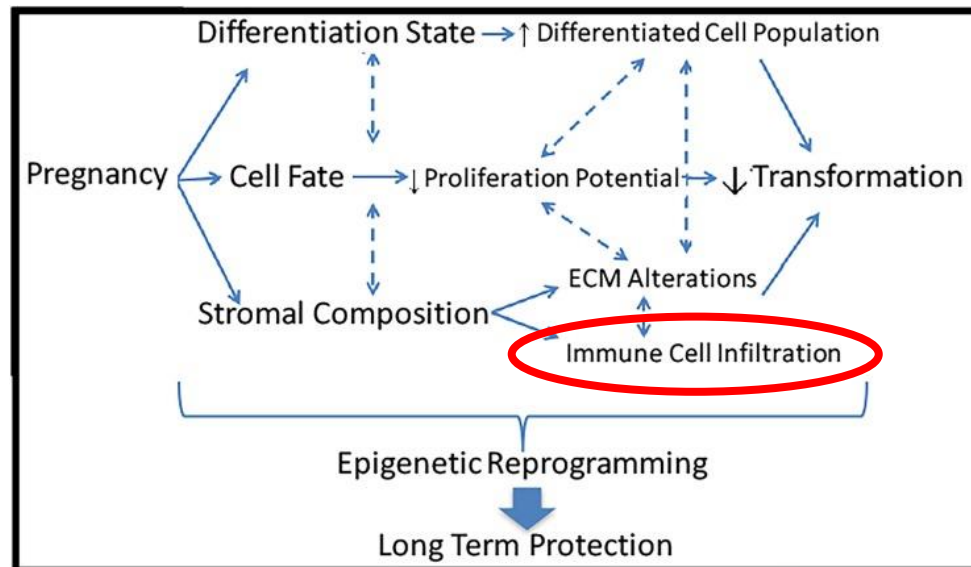 Differentiation State ↑ Differentiated Cell Population
Pregnancy Cell Fate ↓ Proliferation Potential ↓ Transformation
ECM Alterations
Stromal Composition
Immune Cell Infiltration
Epigenetic Reprogramming
Long Term Protection